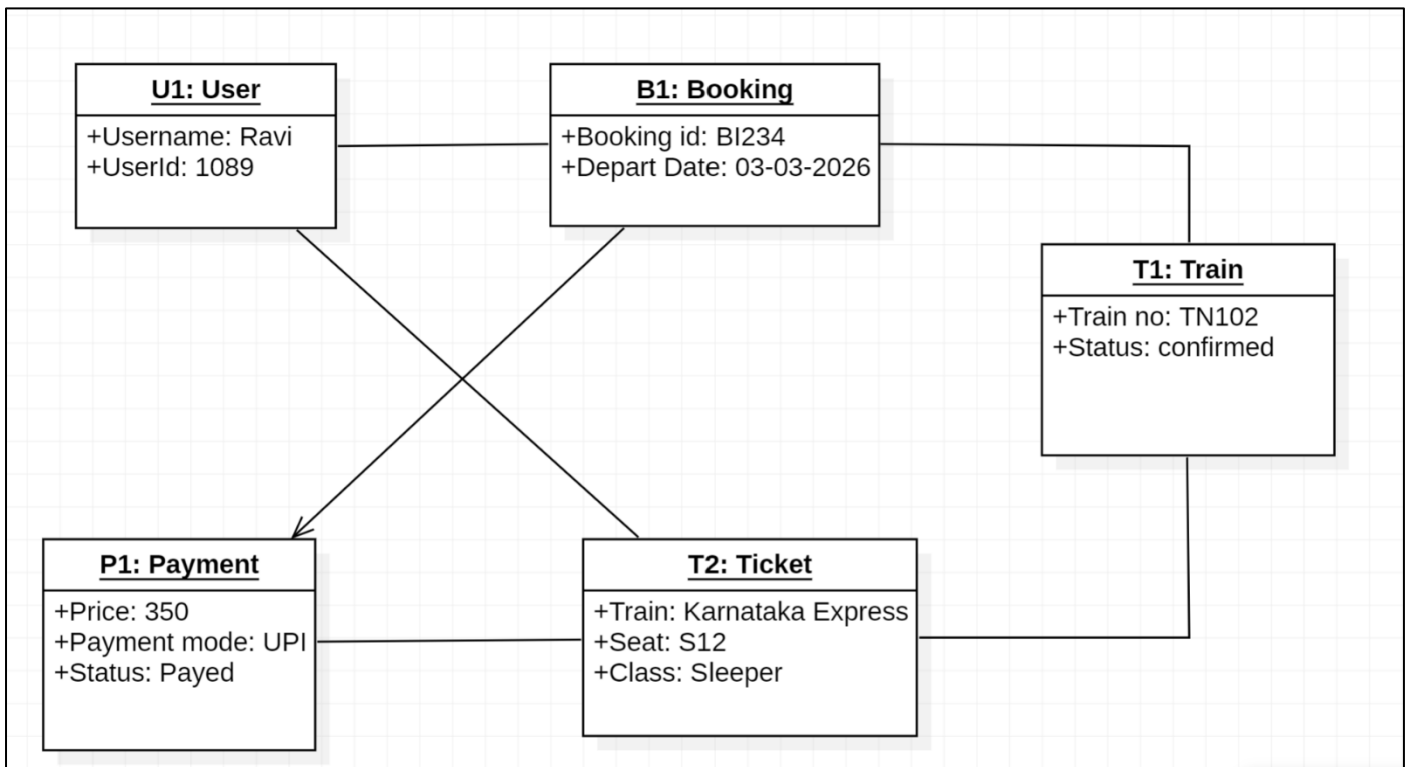 U1: User
+Username: Ravi
+UserId: 1089
B1: Booking
+Booking id: BI234
+Depart Date: 03-03-2026
T1: Train
+Train no: TN102
+Status: confirmed
P1: Payment
+Price: 350
+Payment mode: UPI
+Status: Payed
T2: Ticket
+Train: Karnataka Express
+Seat: S12
+Class: Sleeper